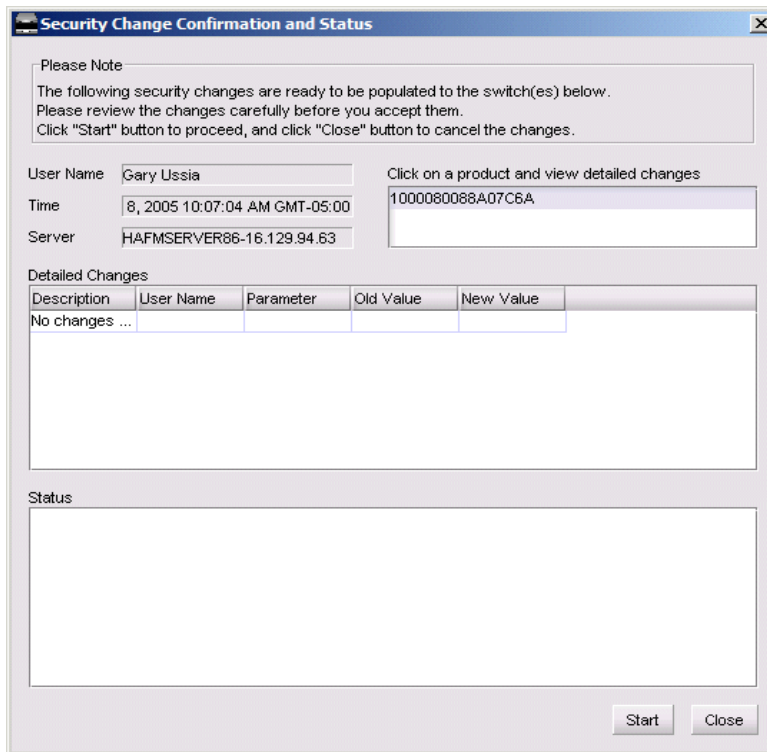 Security Change Confirmation and Status
Please Note
The following security changes are ready to be populated to the switch(es) below.
Please review the changes carefully before you accept them.
Click "Start" button to proceed, and click "Close" button to cancel the changes.
User Name Gary Ussia
Time 8, 2005 10:07:04 AM GMT-05:00
Server HAFMSERVER86-16.129.94.63
Click on a product and view detailed changes
1000080088A07C6A
Detailed Changes
Description User Name Parameter Old Value New Value
No changes ...
Status
Start Close